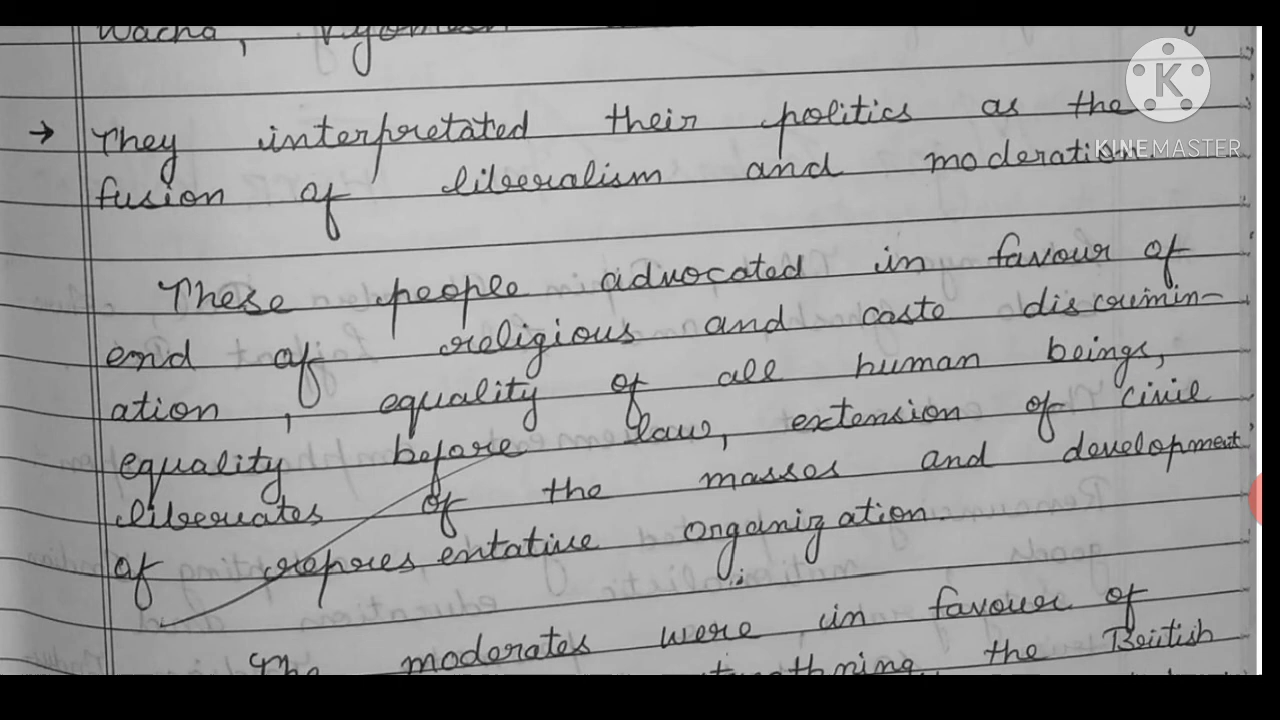 wacha,
→ They interpretated their politics as the
fusion of liberalism and moderation.
These people advocated in favour of
end of religious and caste discrimin-
ation, equality of all human beings,
equality before law, extension of civil
liberates of the masses and development
of representative organization.
The moderates were in favour of
the British
K
KINEMASTER